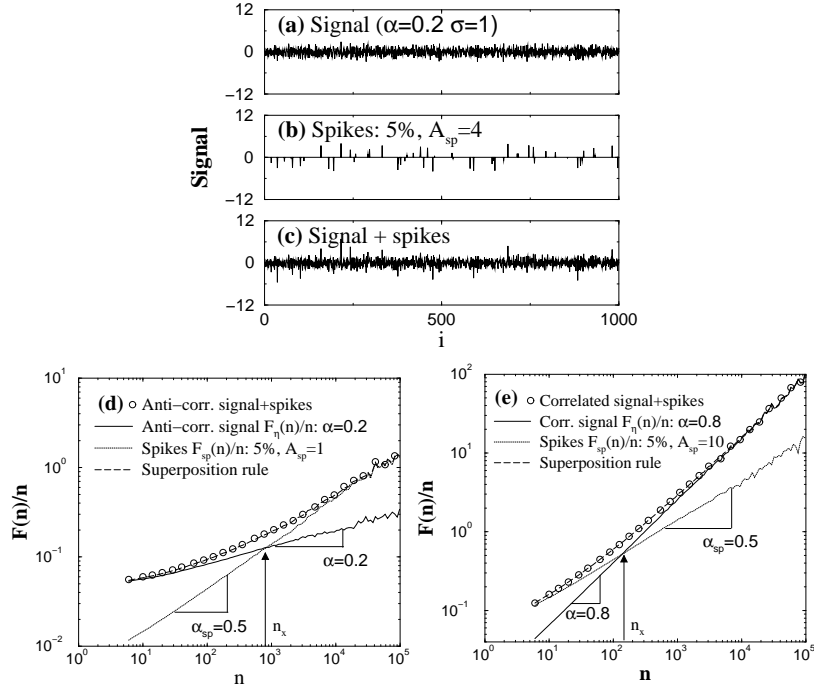 12
(a) Signal (α=0.2 σ=1)
0
−12
12
(b) Spikes: 5%, A_sp=4
0
−12
Signal
12
(c) Signal + spikes
0
−12
0 500 1000
i
10^1
(d) Anti−corr. signal+spikes
Anti−corr. signal F_η(n)/n: α=0.2
Spikes F_sp(n)/n: 5%, A_sp=1
Superposition rule
10^0
F(n)/n
10^−1
α=0.2
α_sp=0.5
n_x
10^−2
10^0 10^1 10^2 10^3 10^4 10^5
n
10^2
(e) Correlated signal+spikes
Corr. signal F_η(n)/n: α=0.8
Spikes F_sp(n)/n: 5%, A_sp=10
Superposition rule
10^1
F(n)/n
10^0
α_sp=0.5
10^−1
α=0.8
n_x
10^0 10^1 10^2 10^3 10^4 10^5
n